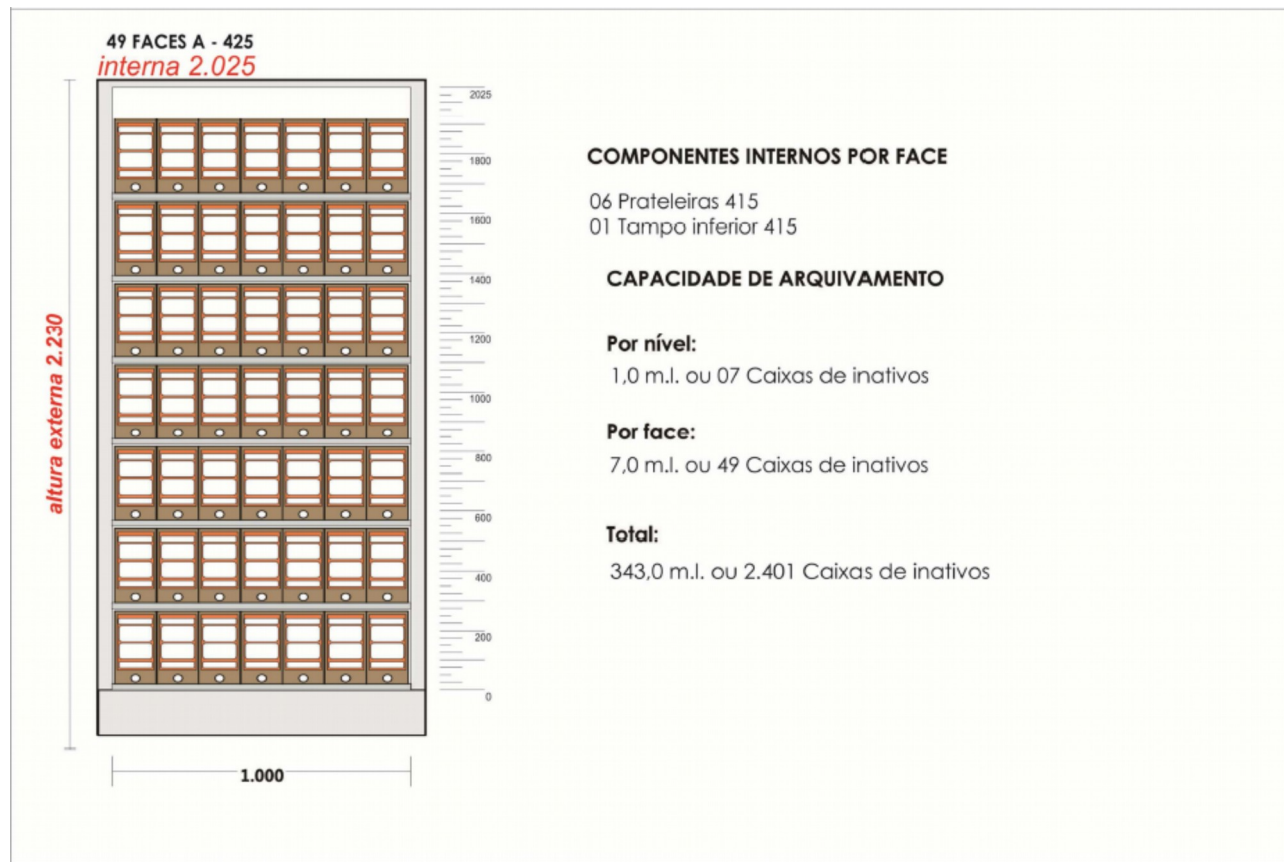 49 FACES A - 425
interna 2.025
altura externa 2.230
2025
1800
1600
1400
1200
1000
800
600
400
200
0
1.000
COMPONENTES INTERNOS POR FACE
06 Prateleiras 415
01 Tampo inferior 415
CAPACIDADE DE ARQUIVAMENTO
Por nível:
1,0 m.l. ou 07 Caixas de inativos
Por face:
7,0 m.l. ou 49 Caixas de inativos
Total:
343,0 m.l. ou 2.401 Caixas de inativos